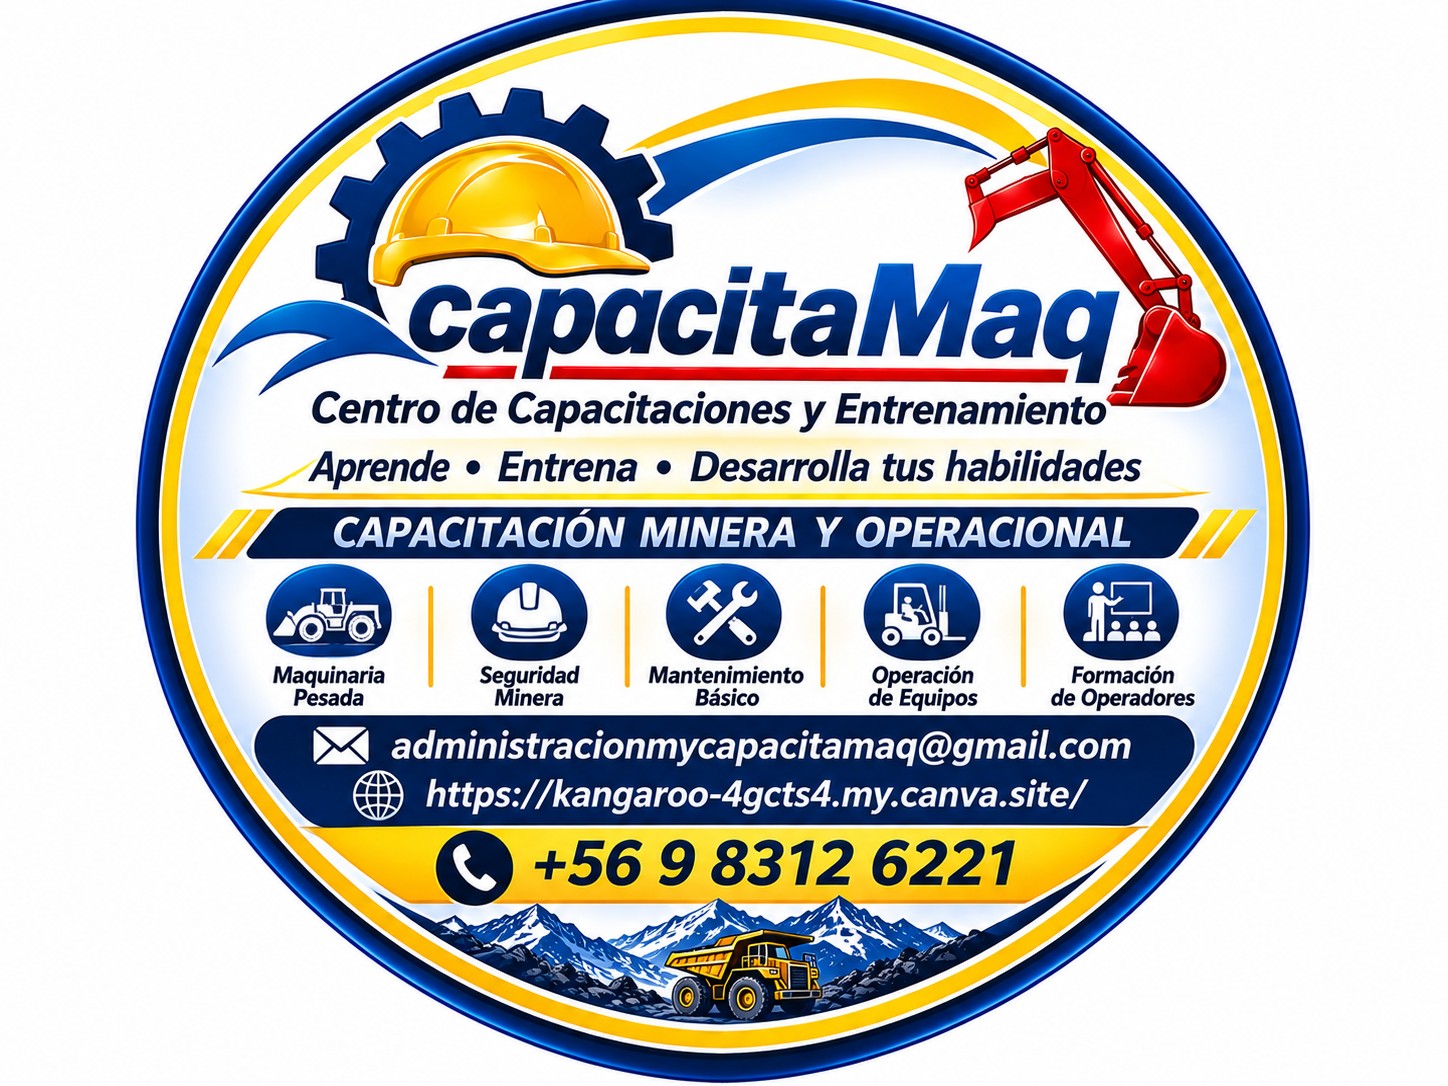 capacitaMaq
Centro de Capacitaciones y Entrenamiento
Aprende • Entrena • Desarrolla tus habilidades
CAPACITACIÓN MINERA Y OPERACIONAL
Maquinaria
Pesada
Seguridad
Minera
Mantenimiento
Básico
Operación
de Equipos
Formación
de Operadores
administracionmycapacitamaq@gmail.com
https://kangaroo-4gcts4.my.canva.site/
+56 9 8312 6221